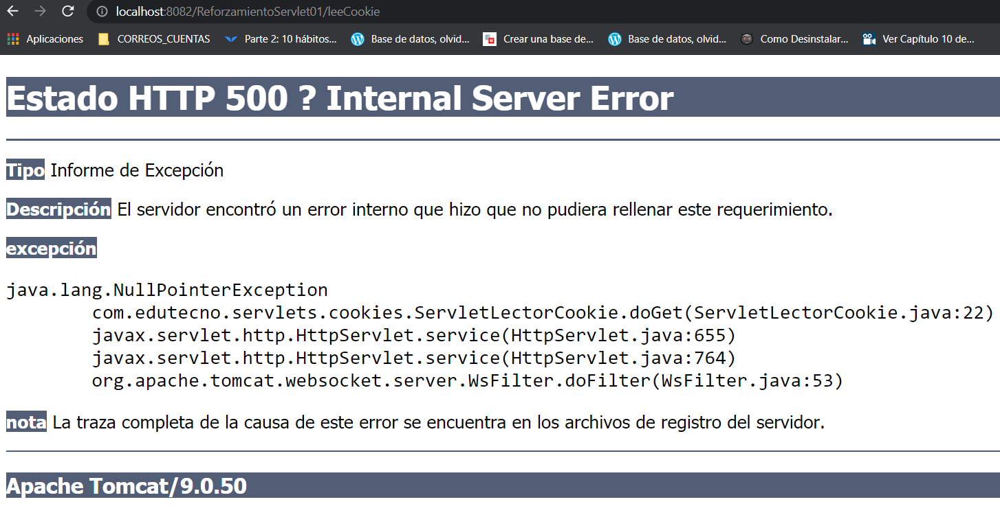 localhost:8082/ReforzamientoServlet01/leeCookie
Aplicaciones CORREOS_CUENTAS Parte 2: 10 hábitos... Base de datos, olvid... Crear una base de... Base de datos, olvid... Como Desinstalar... Ver Capítulo 10 de...
Estado HTTP 500 ? Internal Server Error
Tipo Informe de Excepción
Descripción El servidor encontró un error interno que hizo que no pudiera rellenar este requerimiento.
excepción
java.lang.NullPointerException
com.edutecno.servlets.cookies.ServletLectorCookie.doGet(ServletLectorCookie.java:22)
javax.servlet.http.HttpServlet.service(HttpServlet.java:655)
javax.servlet.http.HttpServlet.service(HttpServlet.java:764)
org.apache.tomcat.websocket.server.WsFilter.doFilter(WsFilter.java:53)
nota La traza completa de la causa de este error se encuentra en los archivos de registro del servidor.
Apache Tomcat/9.0.50